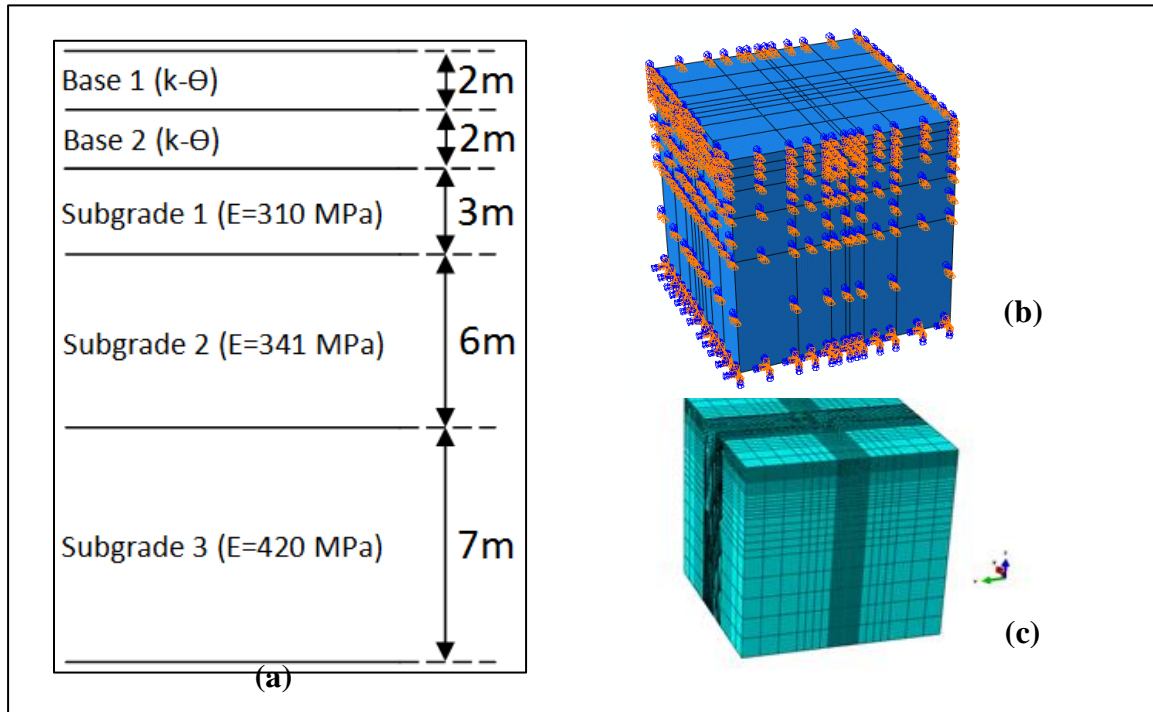 Base 1 (k-Ө)
2m
Base 2 (k-Ө)
2m
Subgrade 1 (E=310 MPa)
3m
Subgrade 2 (E=341 MPa)
6m
Subgrade 3 (E=420 MPa)
7m
(a)
(b)
(c)